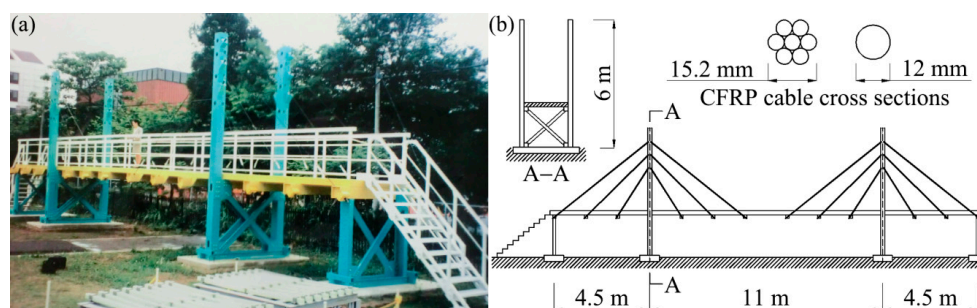 (a)
(b)
6 m
15.2 mm
12 mm
CFRP cable cross sections
A
A–A
A
4.5 m
11 m
4.5 m